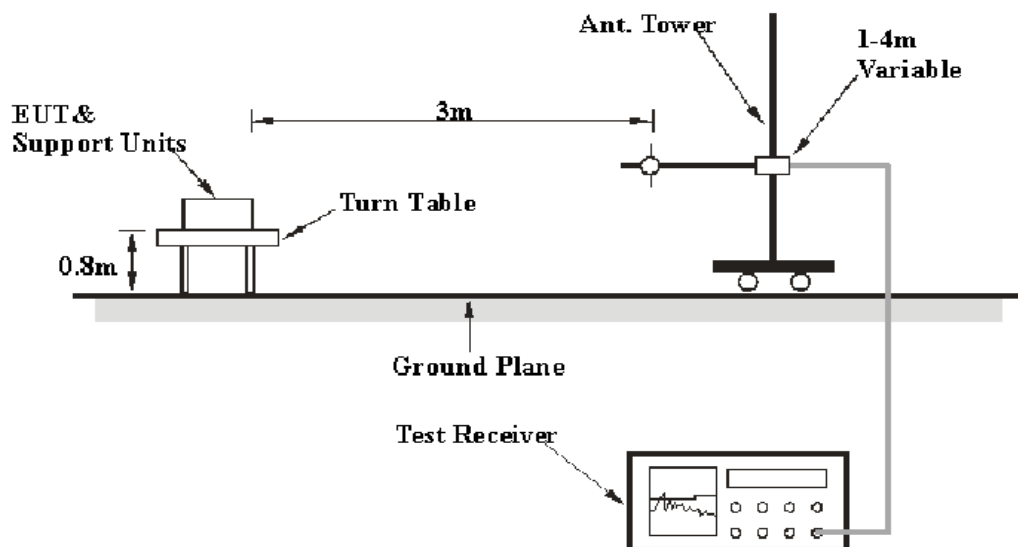 Ant. Tower
1-4m
Variable
3m
EUT&
Support Units
Turn Table
0.8m
Ground Plane
Test Receiver